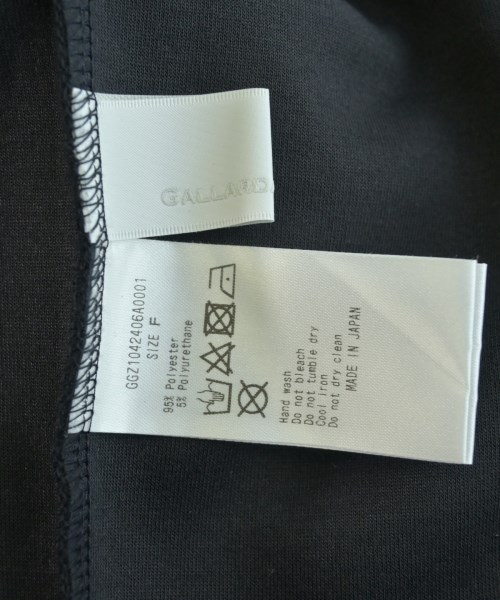 GALLARD
GGZ1042406A0001
SIZE F
95% Polyester
5% Polyurethane
Hand wash
Do not bleach
Do not tumble dry
Cool iron
Do not dry clean
MADE IN JAPAN